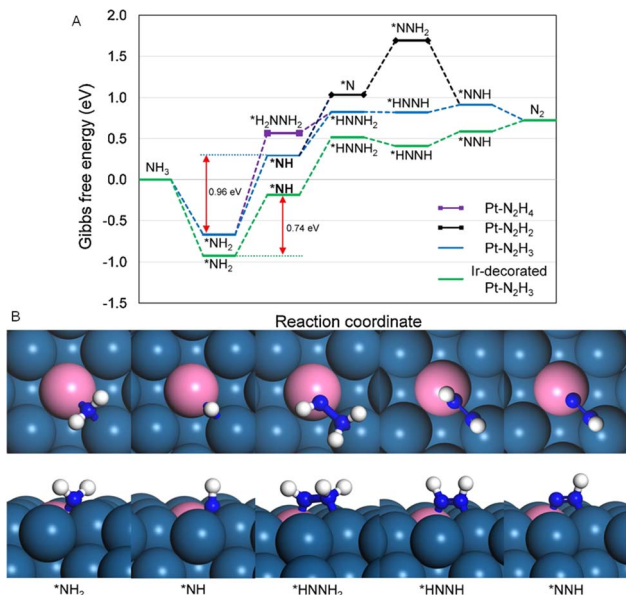 A
Gibbs free energy (eV)
2.0
1.5
1.0
0.5
0.0
-0.5
-1.0
-1.5
NH₃
*NH₂
*NH₂
0.96 eV
*H₂NNH₂
*NH
*NH
0.74 eV
*N
*HNNH₂
*HNNH₂
*NNH₂
*HNNH
*HNNH
*NNH
*NNH
N₂
Pt-N₂H₄
Pt-N₂H₂
Pt-N₂H₃
Ir-decorated
Pt-N₂H₃
Reaction coordinate
B
*NH₂
*NH
*HNNH₂
*HNNH
*NNH